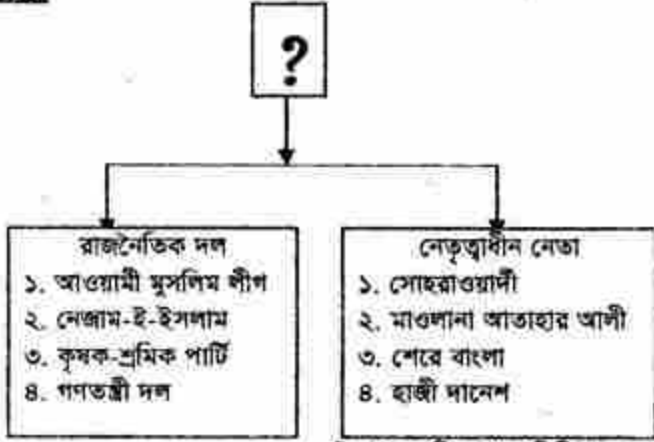 ?
রাজনৈতিক দল
১. আওয়ামী মুসলিম লীগ
২. নেজাম-ই-ইসলাম
৩. কৃষক-শ্রমিক পার্টি
৪. গণতন্ত্রী দল
নেতৃত্বাধীন নেতা
১. সোহরাওয়ার্দী
২. মাওলানা আতাহার আলী
৩. শেরে বাংলা
৪. হাজী দানেশ